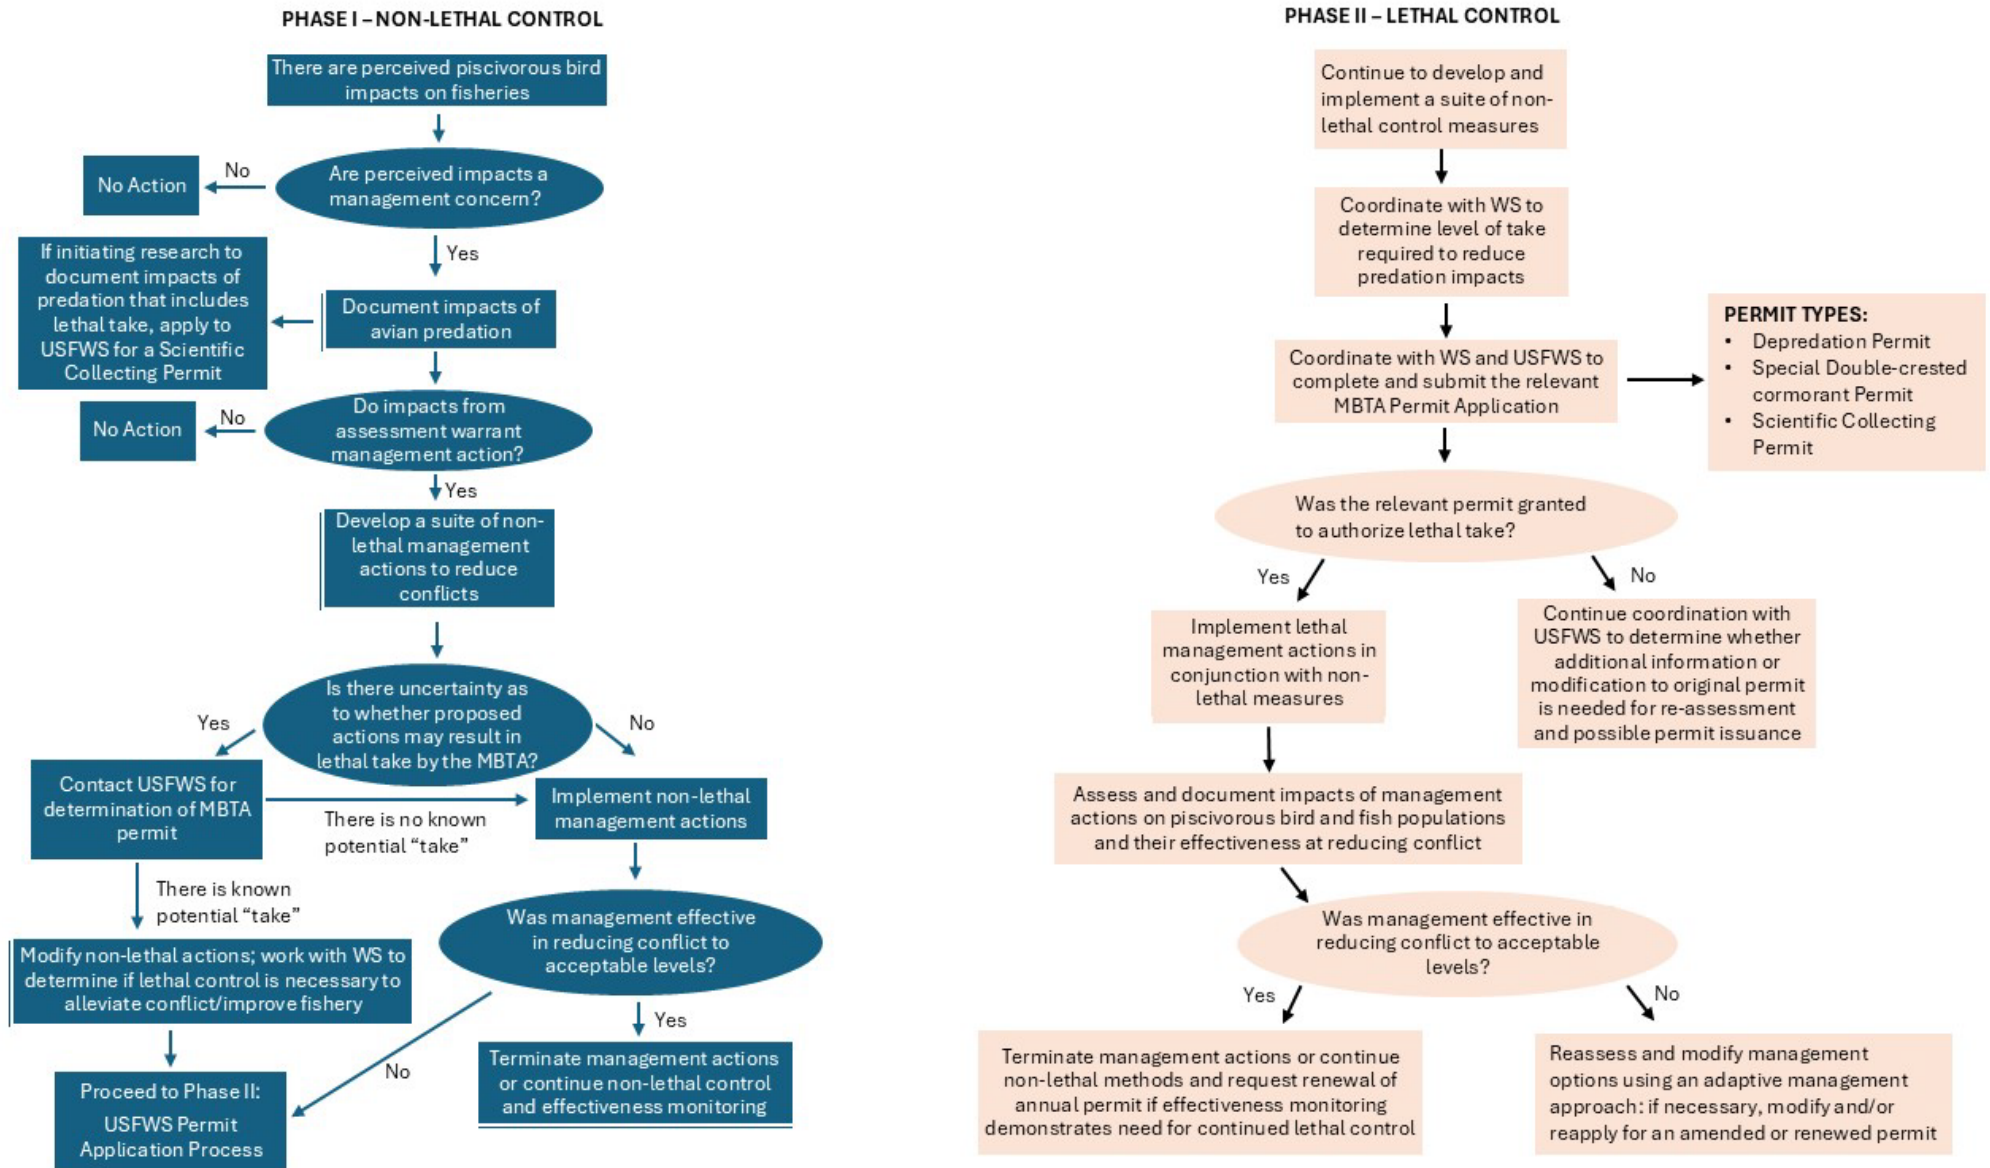 PHASE I – NON-LETHAL CONTROL
There are perceived piscivorous bird
impacts on fisheries
Are perceived impacts a
management concern?
No
No Action
Yes
Document impacts of
avian predation
If initiating research to
document impacts of
predation that includes
lethal take, apply to
USFWS for a Scientific
Collecting Permit
Do impacts from
assessment warrant
management action?
No
No Action
Yes
Develop a suite of non-
lethal management
actions to reduce
conflicts
Is there uncertainty as
to whether proposed
actions may result in
lethal take by the MBTA?
Yes
No
Contact USFWS for
determination of MBTA
permit
There is no known
potential “take”
Implement non-lethal
management actions
There is known
potential “take”
Modify non-lethal actions; work with WS to
determine if lethal control is necessary to
alleviate conflict/improve fishery
Was management effective
in reducing conflict to
acceptable levels?
Yes
No
Terminate management actions
or continue non-lethal control
and effectiveness monitoring
Proceed to Phase II:
USFWS Permit
Application Process
PHASE II – LETHAL CONTROL
Continue to develop and
implement a suite of non-
lethal control measures
Coordinate with WS to
determine level of take
required to reduce
predation impacts
Coordinate with WS and USFWS to
complete and submit the relevant
MBTA Permit Application
PERMIT TYPES:
• Depredation Permit
• Special Double-crested
cormorant Permit
• Scientific Collecting
Permit
Was the relevant permit granted
to authorize lethal take?
Yes
No
Implement lethal
management actions in
conjunction with non-
lethal measures
Continue coordination with
USFWS to determine whether
additional information or
modification to original permit
is needed for re-assessment
and possible permit issuance
Assess and document impacts of management
actions on piscivorous bird and fish populations
and their effectiveness at reducing conflict
Was management effective in
reducing conflict to acceptable
levels?
Yes
No
Terminate management actions or continue
non-lethal methods and request renewal of
annual permit if effectiveness monitoring
demonstrates need for continued lethal control
Reassess and modify management
options using an adaptive management
approach: if necessary, modify and/or
reapply for an amended or renewed permit